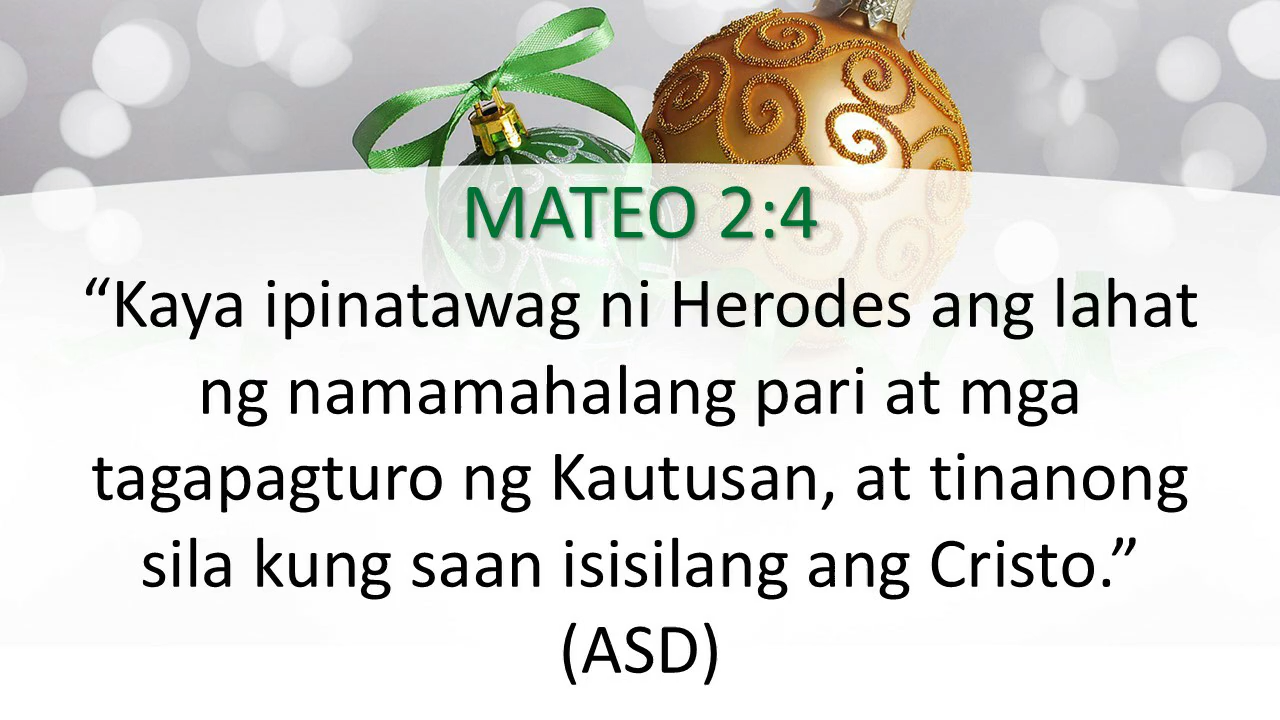 MATEO 2:4
“Kaya ipinatawag ni Herodes ang lahat
ng namamahalang pari at mga
tagapagturo ng Kautusan, at tinanong
sila kung saan isisilang ang Cristo.”
(ASD)